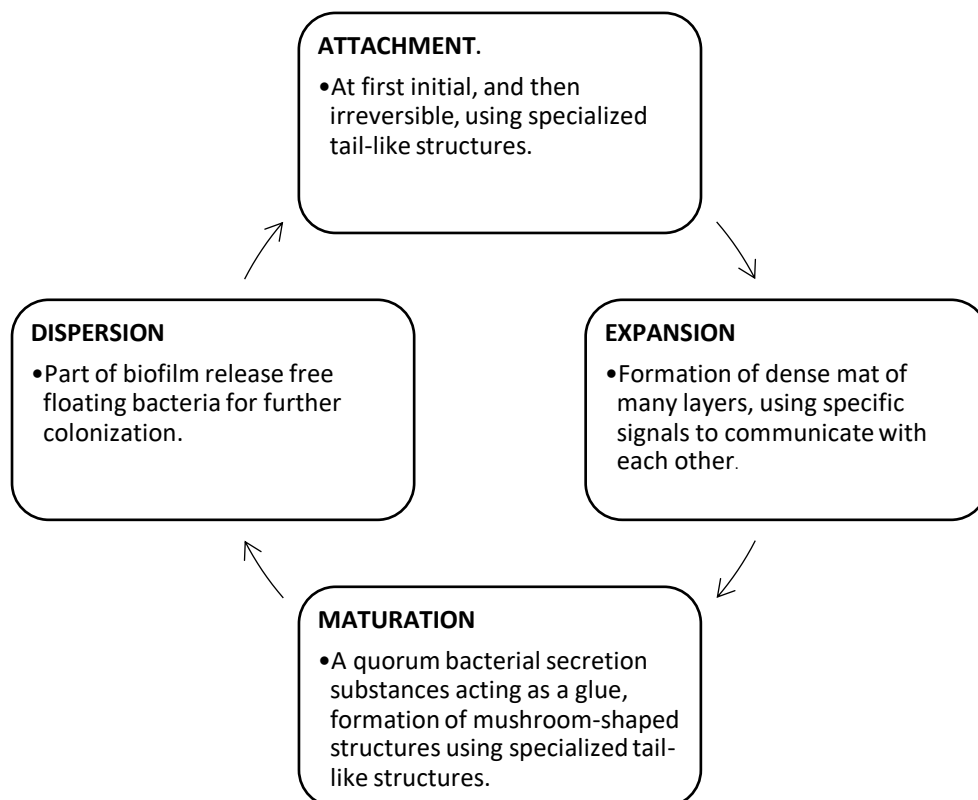 ATTACHMENT.
•At first initial, and then
irreversible, using specialized
tail-like structures.
DISPERSION
•Part of biofilm release free
floating bacteria for further
colonization.
EXPANSION
•Formation of dense mat of
many layers, using specific
signals to communicate with
each other.
MATURATION
•A quorum bacterial secretion
substances acting as a glue,
formation of mushroom-shaped
structures using specialized tail-
like structures.